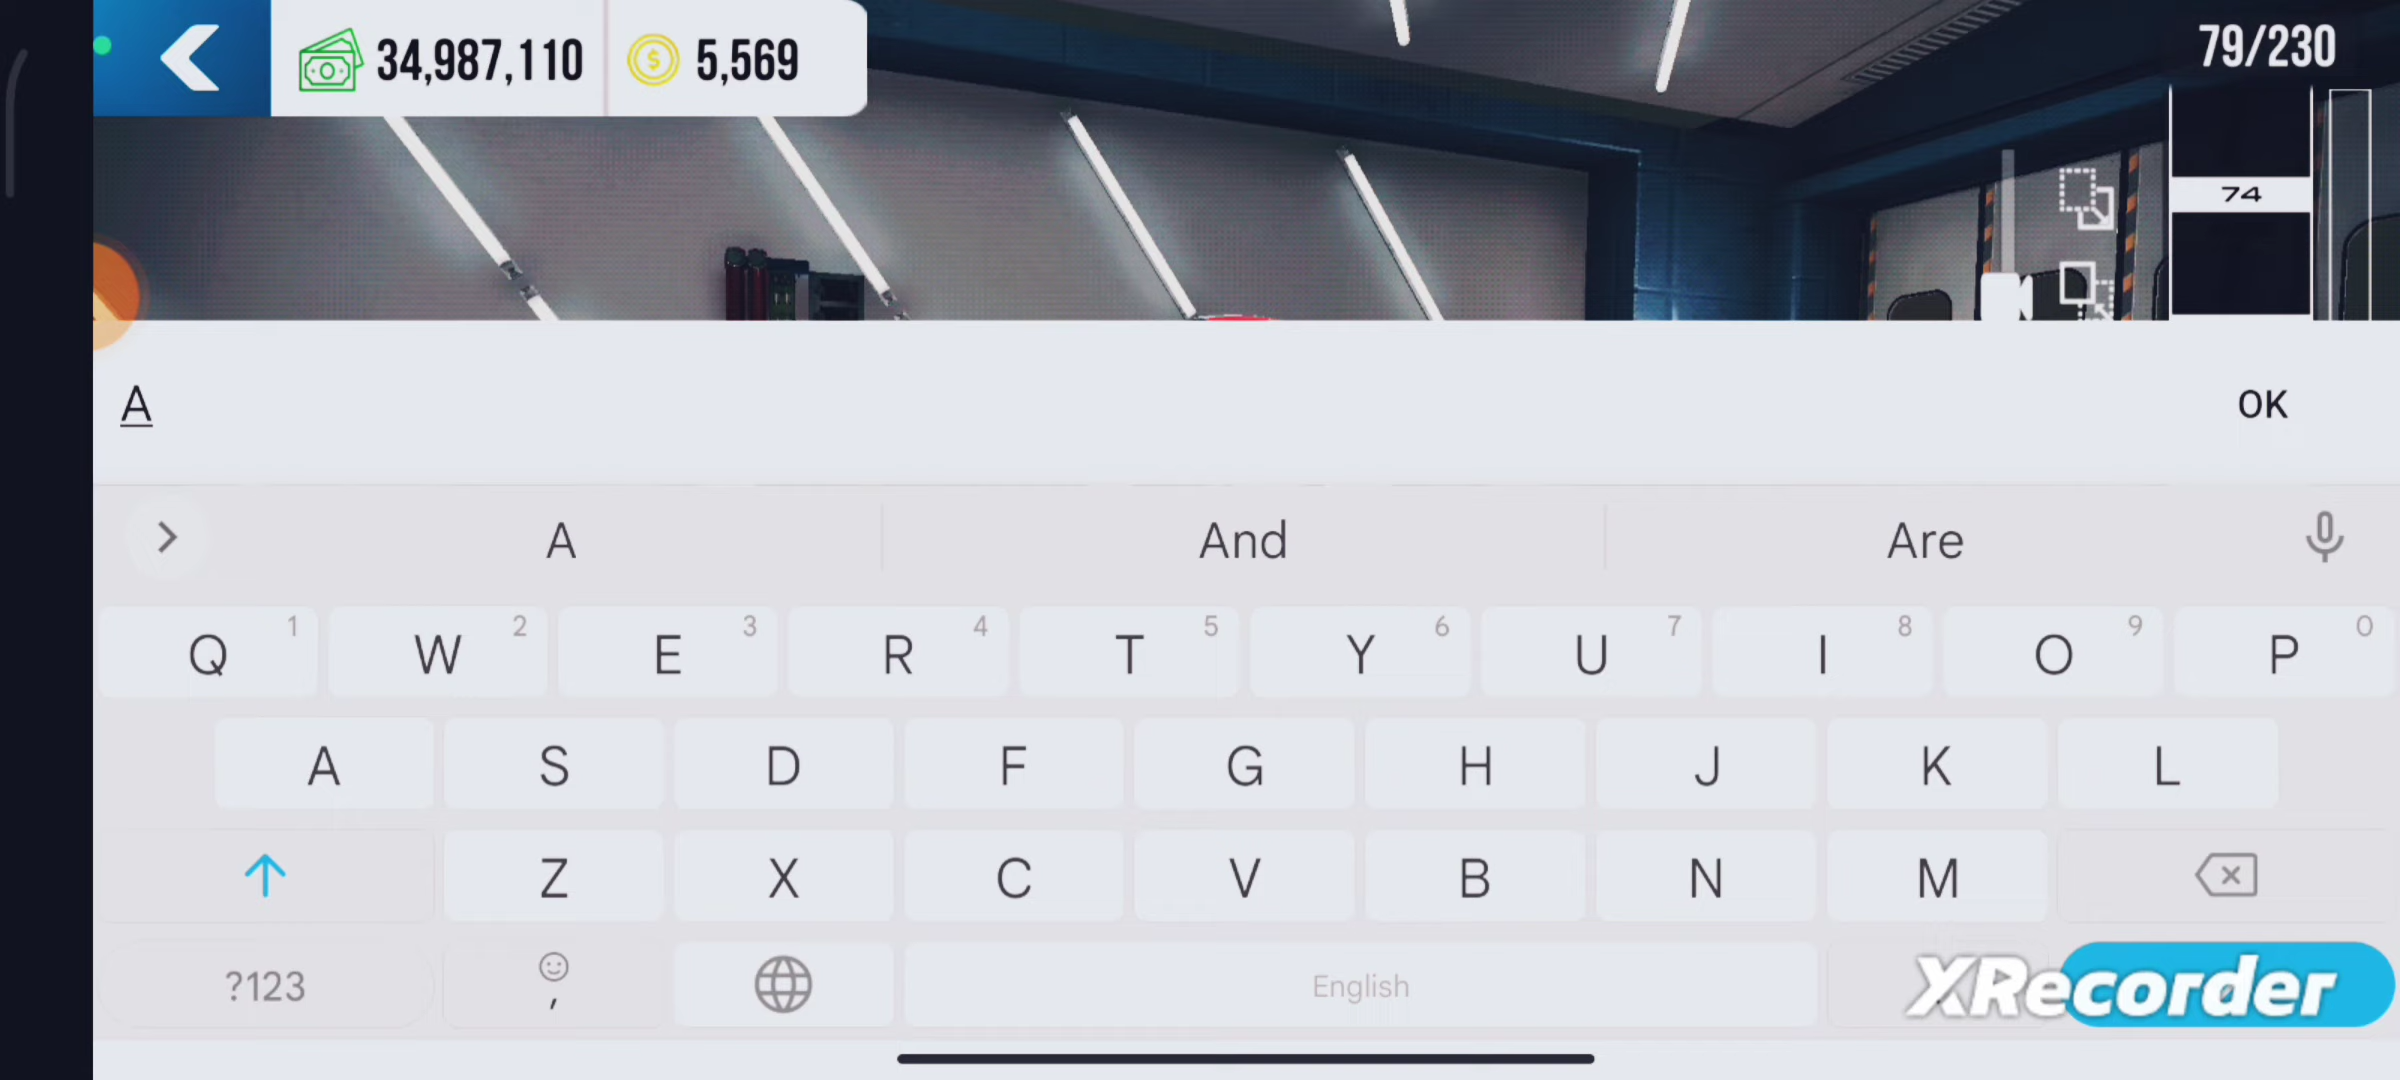 34,987,110 5,569 79/230
74
A OK
A And Are
Q 1 W 2 E 3 R 4 T 5 Y 6 U 7 I 8 O 9 P 0
A S D F G H J K L
Z X C V B N M
?123 , English XRecorder